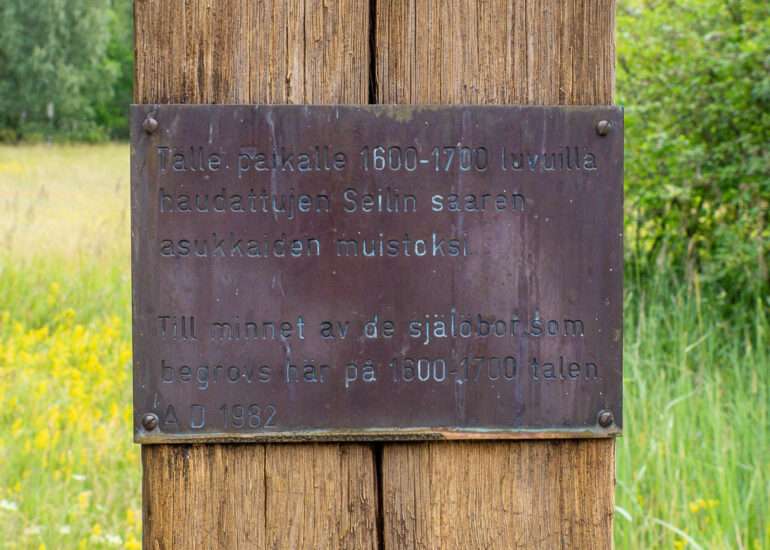 Tälle paikalle 1600-1700 luvuilla
haudattujen Seilin saaren
asukkaiden muistoksi.
Till minnet av de själöbor som
begrovs här på 1600-1700 talen.
A D 1982